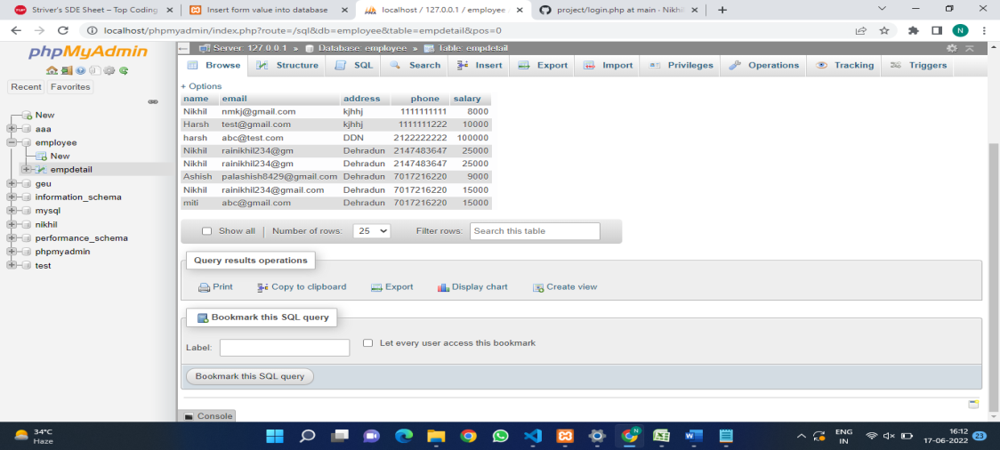 Striver's SDE Sheet – Top Coding
Insert form value into database
localhost / 127.0.0.1 / employee
project/login.php at main · Nikhil
localhost/phpmyadmin/index.php?route=/sql&db=employee&table=empdetail&pos=0
N
phpMyAdmin
Recent Favorites
New
aaa
employee
New
empdetail
geu
information_schema
mysql
nikhil
performance_schema
phpmyadmin
test
Server: 127.0.0.1 » Database: employee » Table: empdetail
Browse Structure SQL Search Insert Export Import Privileges Operations Tracking Triggers
+ Options
name email address phone salary
Nikhil nmkj@gmail.com kjhhj 1111111111 8000
Harsh test@gmail.com kjhhj 1111111222 10000
harsh abc@test.com DDN 2122222222 100000
Nikhil rainikhil234@gm Dehradun 2147483647 25000
Nikhil rainikhil234@gm Dehradun 2147483647 25000
Ashish palashish8429@gmail.com Dehradun 7017216220 9000
Nikhil rainikhil234@gmail.com Dehradun 7017216220 15000
miti abc@gmail.com Dehradun 7017216220 15000
Show all Number of rows: 25 Filter rows: Search this table
Query results operations
Print Copy to clipboard Export Display chart Create view
Bookmark this SQL query
Label: Let every user access this bookmark
Bookmark this SQL query
Console
34°C
Haze
ENG
IN
16:12
17-06-2022
23